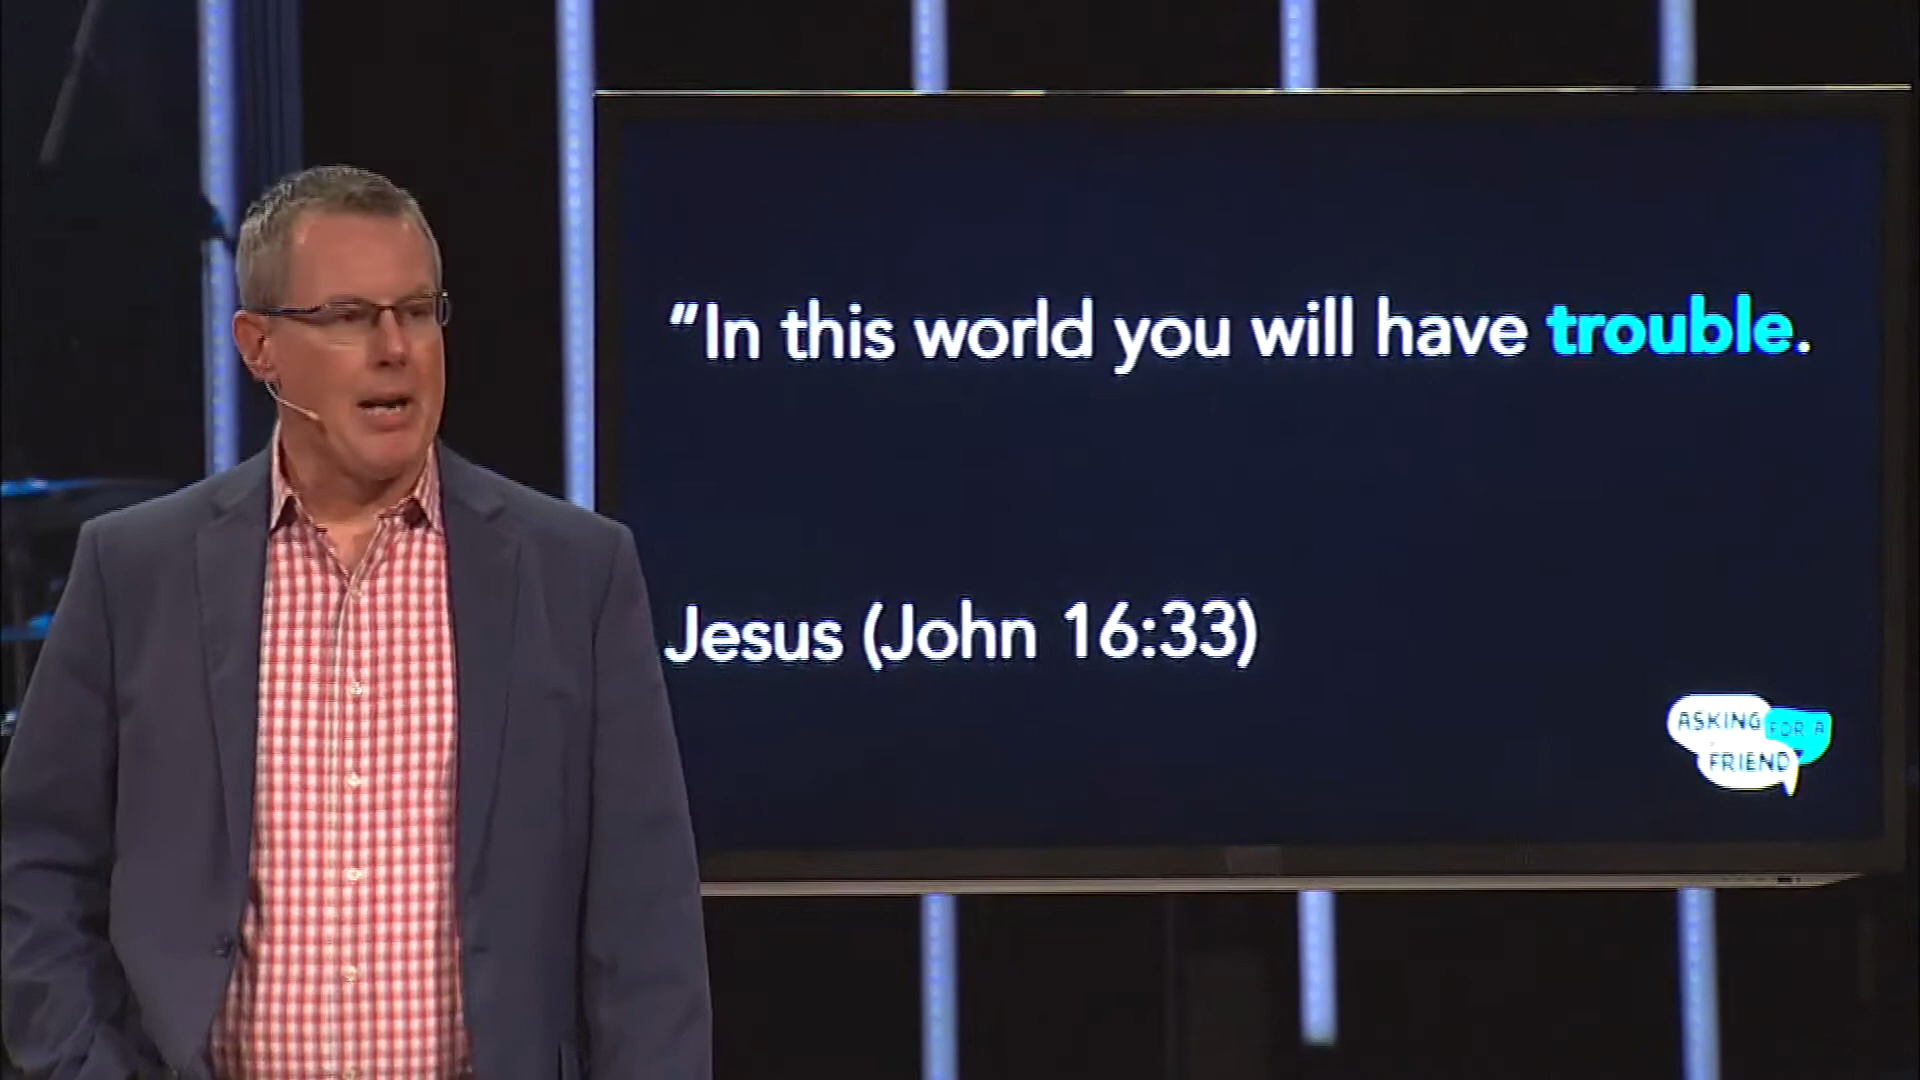 “In this world you will have trouble.
Jesus (John 16:33)
ASKING FOR A
FRIEND